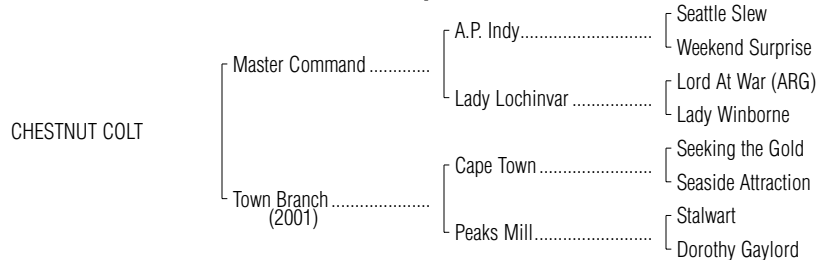 Seattle Slew
A.P. Indy............................
Weekend Surprise
Master Command .............
Lord At War (ARG)
Lady Lochinvar .................
Lady Winborne
CHESTNUT COLT
Seeking the Gold
Cape Town........................
Seaside Attraction
Town Branch .....................
(2001)
Stalwart
Peaks Mill.........................
Dorothy Gaylord